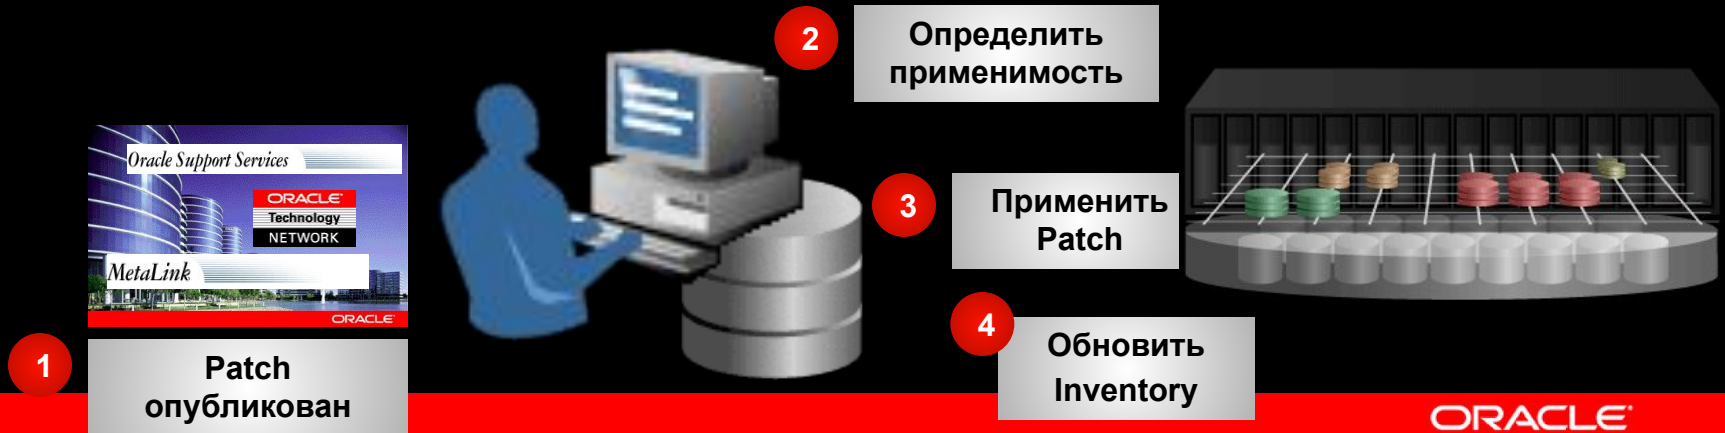 Oracle Support Services
ORACLE
Technology
NETWORK
MetaLink
ORACLE
1
Patch
опубликован
2
Определить
применимость
3
Применить
Patch
4
Обновить
Inventory
ORACLE